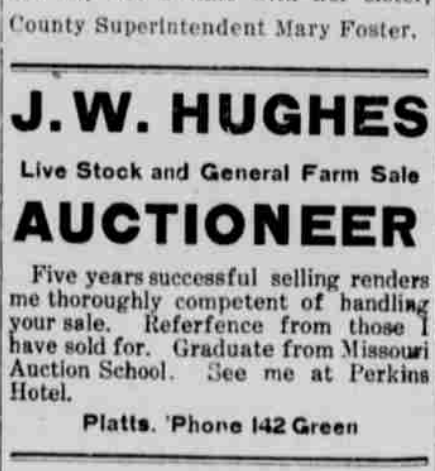 County Superintendent Mary Foster.
J. W. HUGHES
Live Stock and General Farm Sale
AUCTIONEER
Five years successful selling renders
me thoroughly competent of handling
your sale. Referfence from those I
have sold for. Graduate from Missouri
Auction School. See me at Perkins
Hotel.
Platts. 'Phone 142 Green